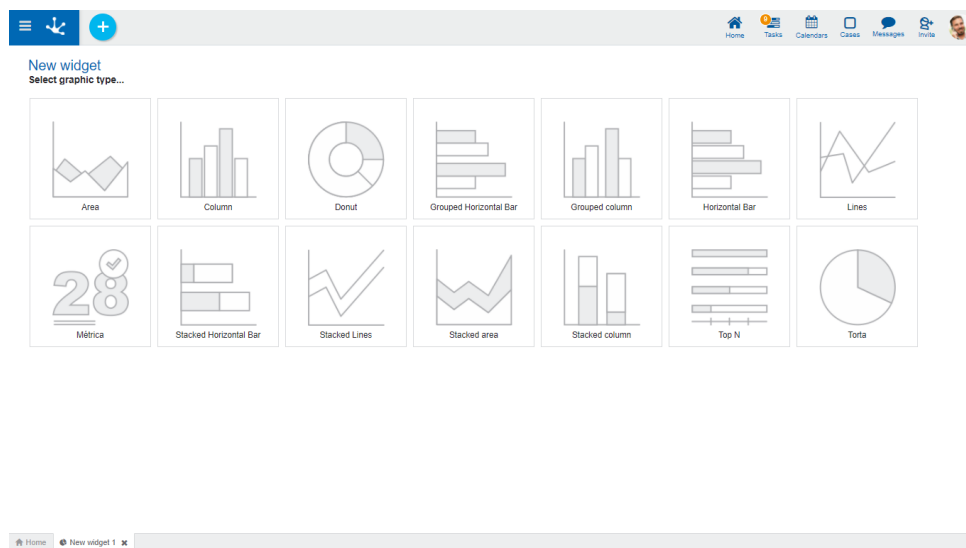 9
Home Tasks Calendars Cases Messages Invite
New widget
Select graphic type...
Area Column Donut Grouped Horizontal Bar Grouped column Horizontal Bar Lines
28
Métrica Stacked Horizontal Bar Stacked Lines Stacked area Stacked column Top N Torta
Home New widget 1